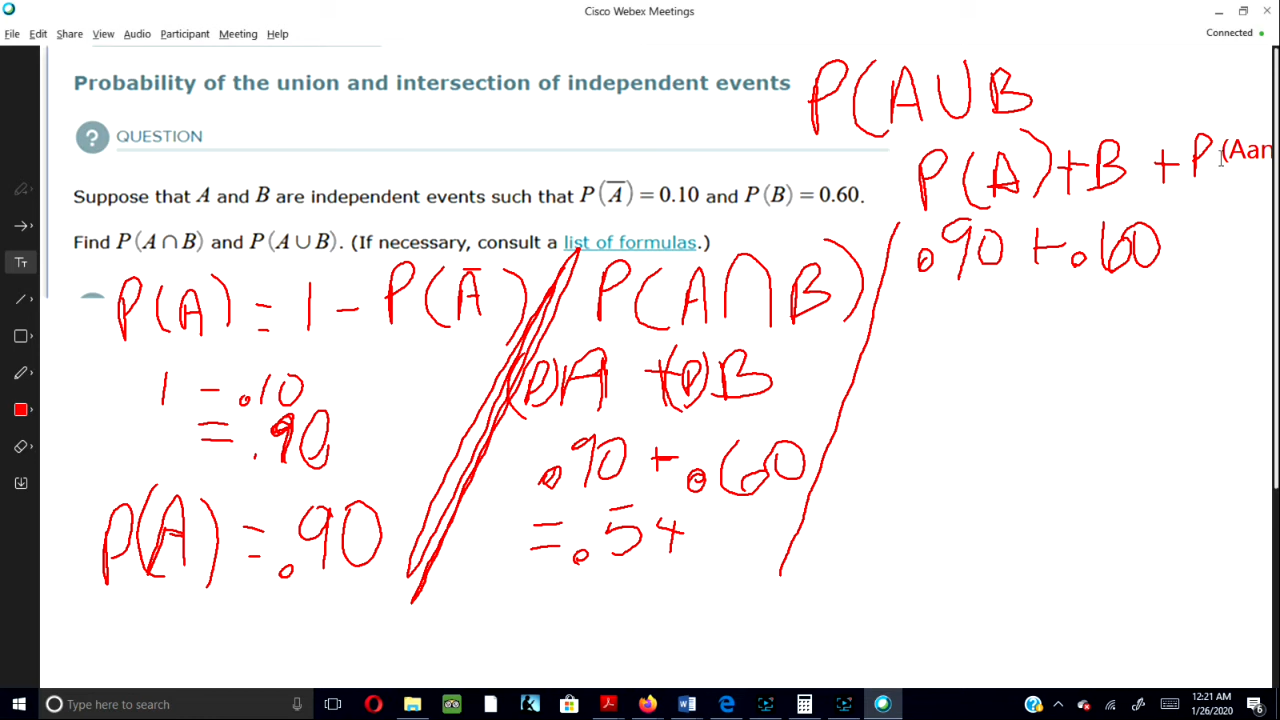 Cisco Webex Meetings
File Edit Share View Audio Participant Meeting Help
Connected
Probability of the union and intersection of independent events
? QUESTION
Suppose that A and B are independent events such that P(A̅) = 0.10 and P(B) = 0.60.
Find P(A∩B) and P(A∪B). (If necessary, consult a list of formulas.)
P(A) = 1 - P(A̅)
1 - .10
= .90
P(A) = .90
P(A∩B)
(P)A +(P)B
.90 + .60
= .54
P(A∪B
P(A)+B + P(Aan
.90 + .60
Tт
Type here to search
12:21 AM
1/26/2020
6